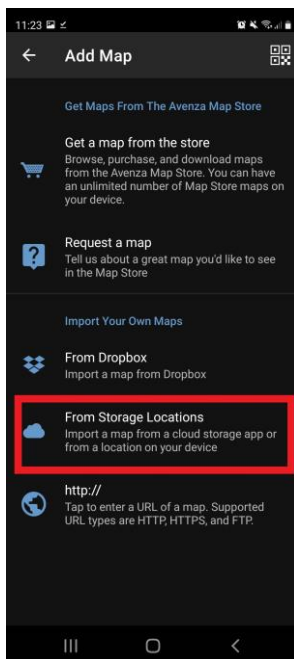 11:23
Add Map
Get Maps From The Avenza Map Store
Get a map from the store
Browse, purchase, and download maps
from the Avenza Map Store. You can have
an unlimited number of Map Store maps on
your device.
Request a map
Tell us about a great map you'd like to see
in the Map Store
Import Your Own Maps
From Dropbox
Import a map from Dropbox
From Storage Locations
Import a map from a cloud storage app or
from a location on your device
http://
Tap to enter a URL of a map. Supported
URL types are HTTP, HTTPS, and FTP.